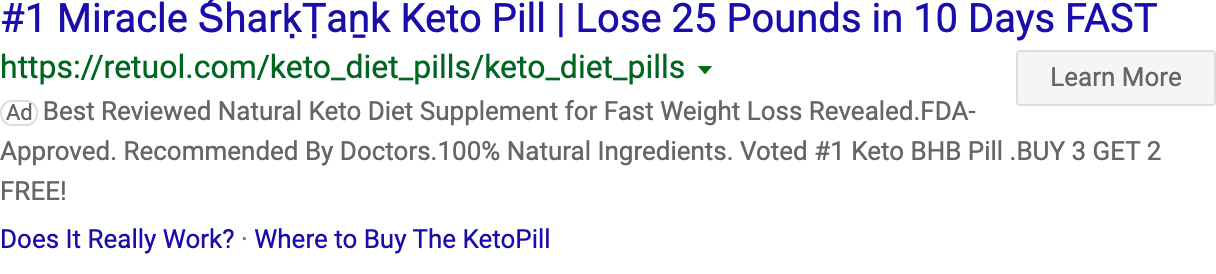 #1 Miracle ŚharḳṬaṉk Keto Pill | Lose 25 Pounds in 10 Days FAST
https://retuol.com/keto_diet_pills/keto_diet_pills
Learn More
Ad Best Reviewed Natural Keto Diet Supplement for Fast Weight Loss Revealed.FDA-
Approved. Recommended By Doctors.100% Natural Ingredients. Voted #1 Keto BHB Pill .BUY 3 GET 2
FREE!
Does It Really Work? · Where to Buy The KetoPill